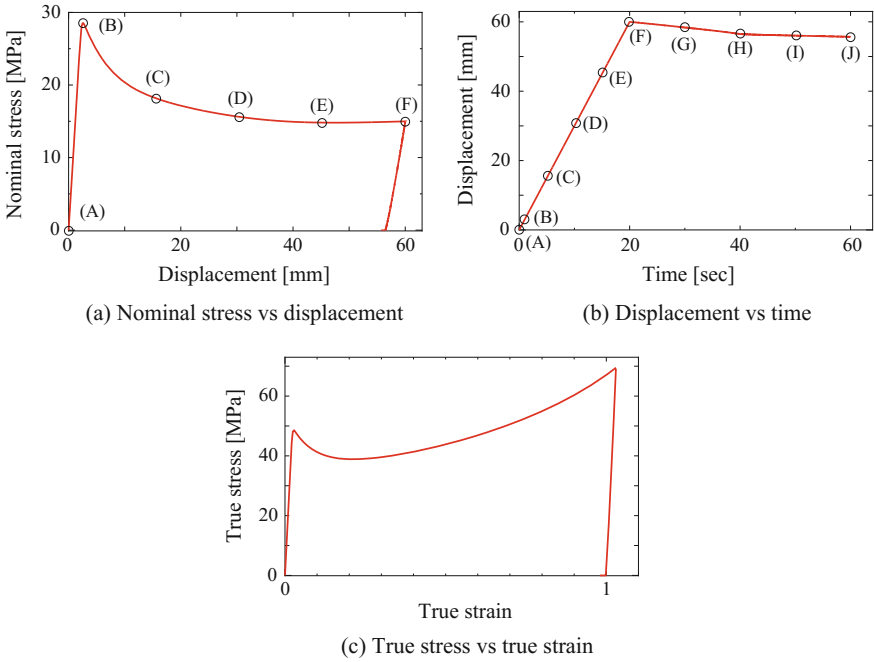 30
20
10
0
Nominal stress [MPa]
(A)
(B)
(C)
(D)
(E)
(F)
0
20
40
60
Displacement [mm]
(a) Nominal stress vs displacement
60
40
20
0
Displacement [mm]
(A)
(B)
(C)
(D)
(E)
(F)
(G)
(H)
(I)
(J)
0
20
40
60
Time [sec]
(b) Displacement vs time
60
40
20
0
True stress [MPa]
0
1
True strain
(c) True stress vs true strain